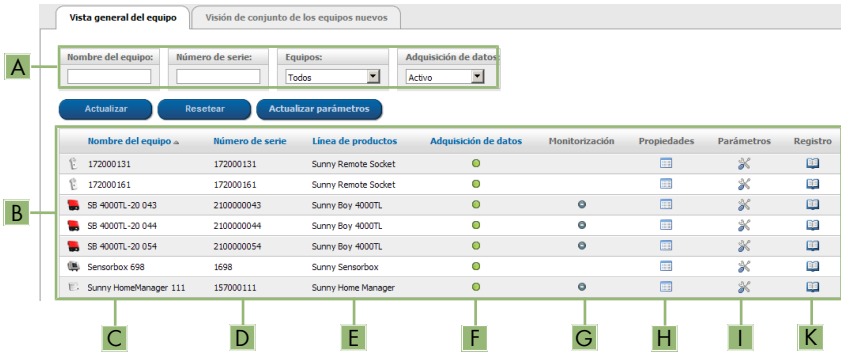 Vista general del equipo Visión de conjunto de los equipos nuevos
A
Nombre del equipo: Número de serie: Equipos: Adquisición de datos:
Todos Activo
Actualizar Resetear Actualizar parámetros
B
Nombre del equipo Número de serie Línea de productos Adquisición de datos Monitorización Propiedades Parámetros Registro
172000131 172000131 Sunny Remote Socket
172000161 172000161 Sunny Remote Socket
SB 4000TL-20 043 2100000043 Sunny Boy 4000TL
SB 4000TL-20 044 2100000044 Sunny Boy 4000TL
SB 4000TL-20 054 2100000054 Sunny Boy 4000TL
Sensorbox 698 1698 Sunny Sensorbox
Sunny HomeManager 111 157000111 Sunny Home Manager
C D E F G H I K